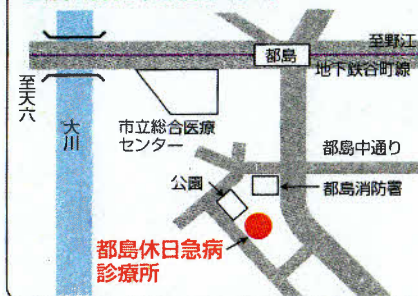 至野江
都島
地下鉄谷町線
至天六
大川
市立総合医療
センター
都島中通り
公園
都島消防署
都島休日急病
診療所